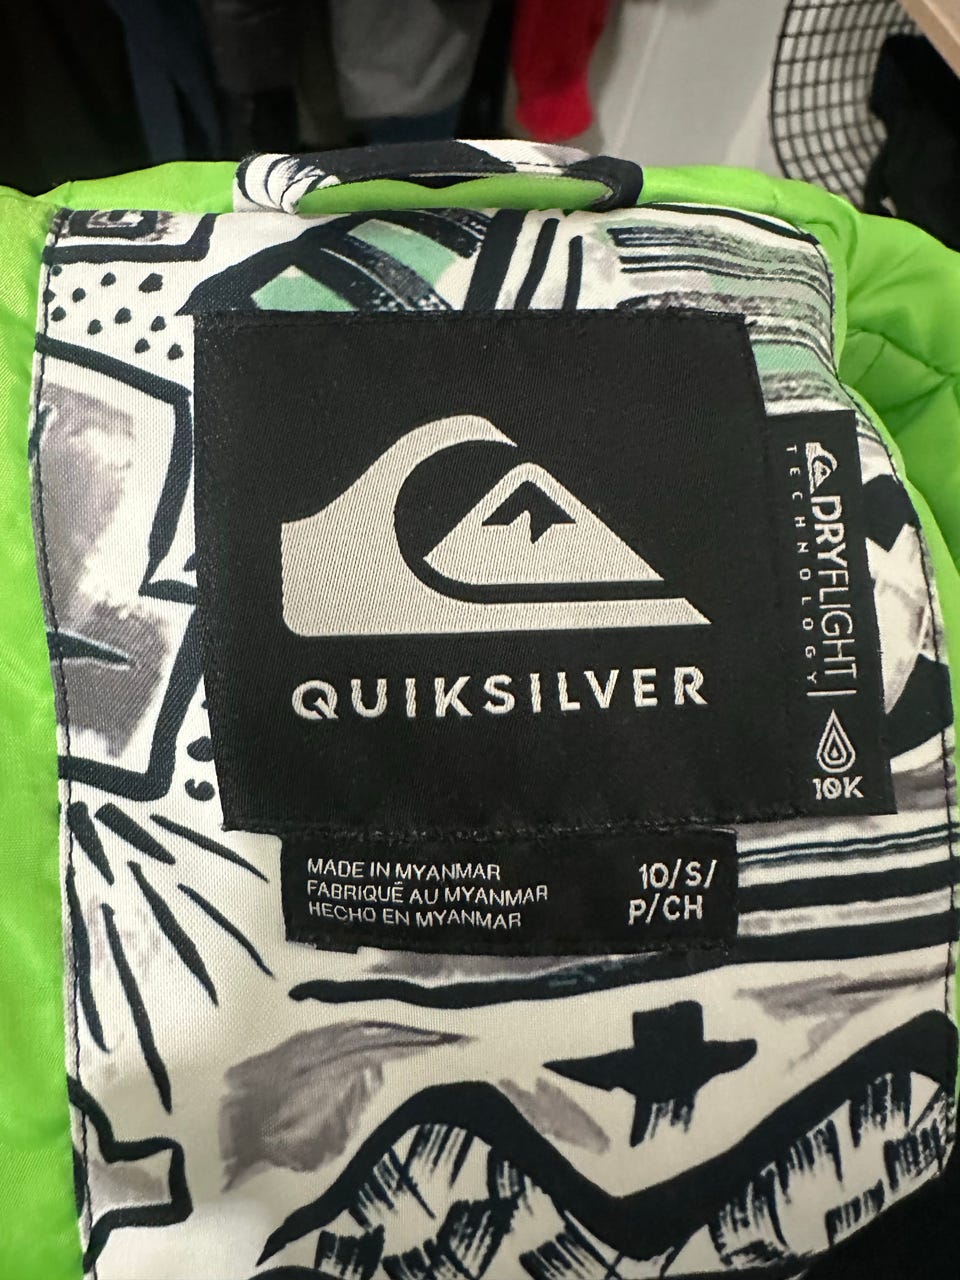 QUIKSILVER
DRYFLIGHT
TECHNOLOGY
10K
MADE IN MYANMAR
FABRIQUÉ AU MYANMAR
HECHO EN MYANMAR
10/S/
P/CH